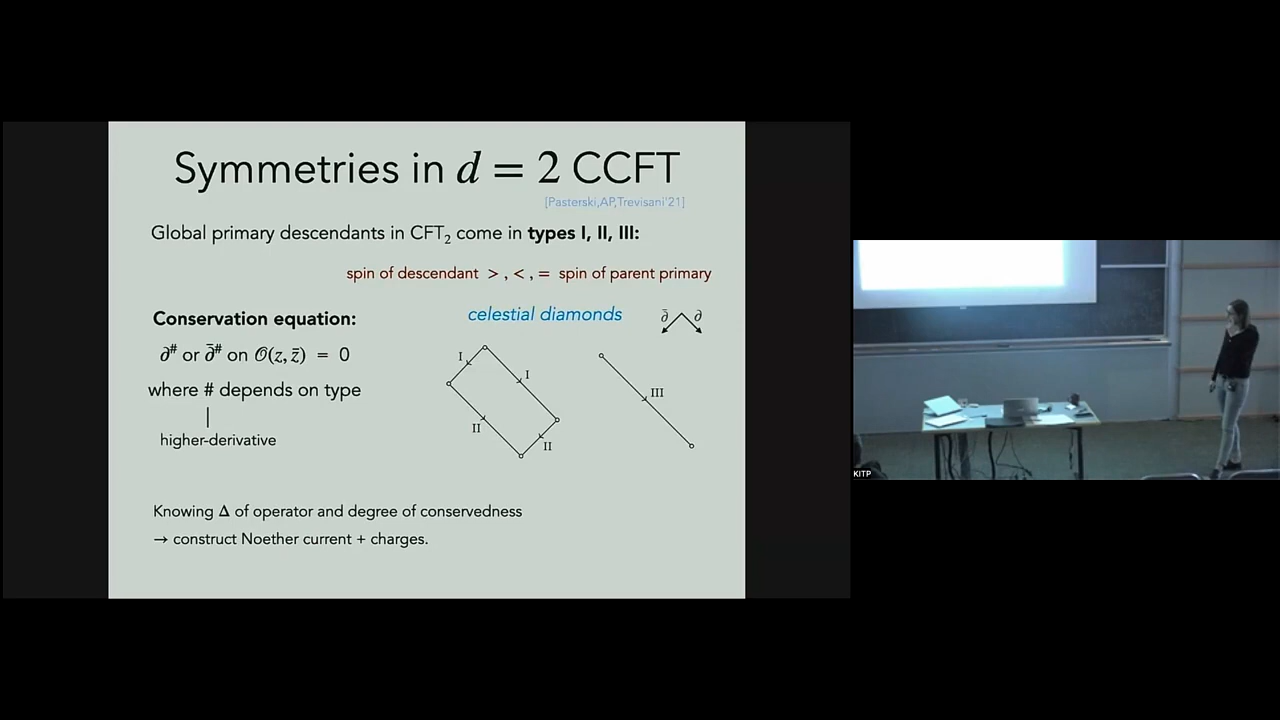 Symmetries in d = 2 CCFT
[Pasterski,AP,Trevisani'21]
Global primary descendants in CFT₂ come in types I, II, III:
spin of descendant > , < , = spin of parent primary
Conservation equation:
celestial diamonds
∂̄ ∂
∂^# or ∂̄^# on 𝒪(z, z̄) = 0
where # depends on type
higher-derivative
I
I
II
II
III
Knowing Δ of operator and degree of conservedness
→ construct Noether current + charges.
KITP